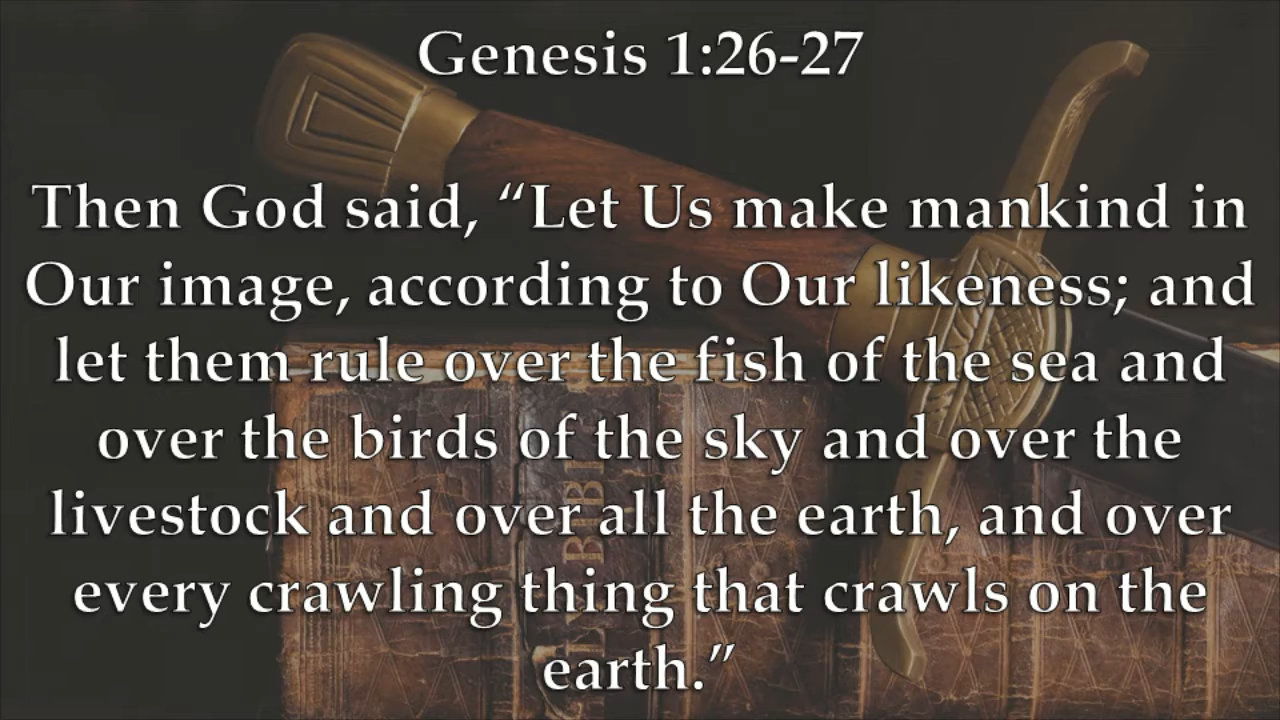 Genesis 1:26-27
Then God said, “Let Us make mankind in
Our image, according to Our likeness; and
let them rule over the fish of the sea and
over the birds of the sky and over the
livestock and over all the earth, and over
every crawling thing that crawls on the
earth.”